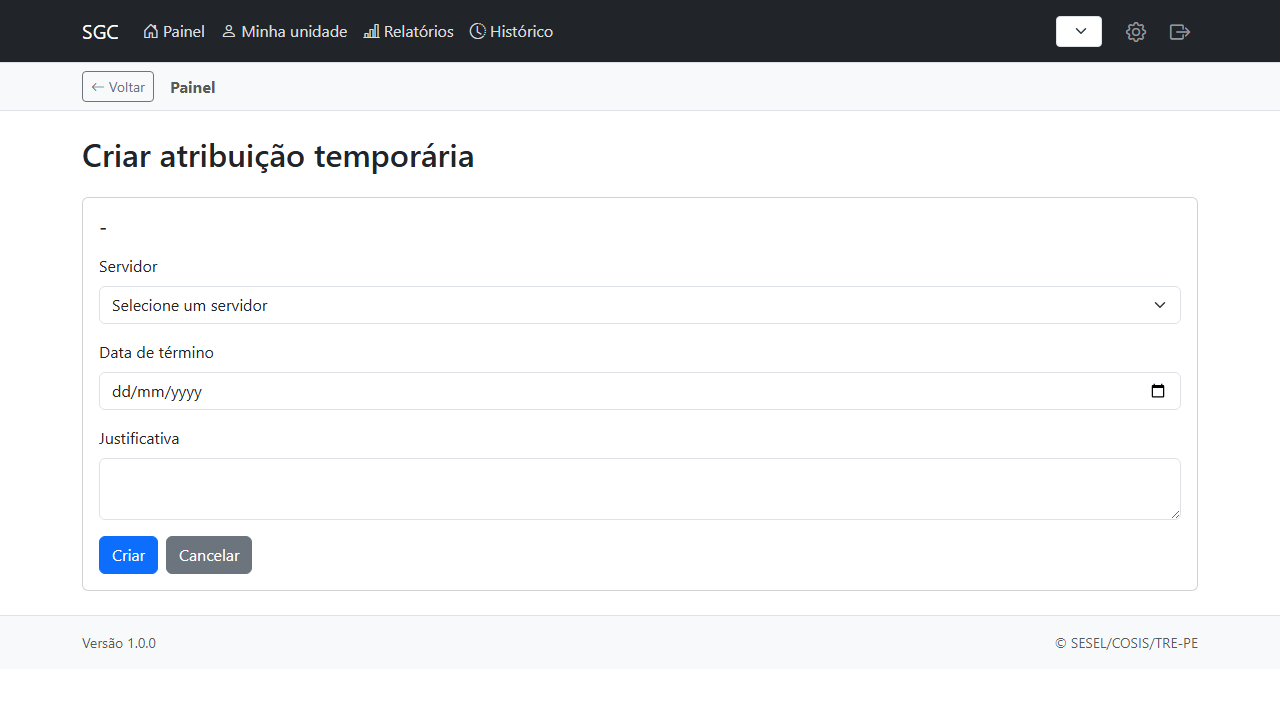 SGC Painel Minha unidade Relatórios Histórico
Voltar Painel
Criar atribuição temporária
-
Servidor
Selecione um servidor
Data de término
dd/mm/yyyy
Justificativa
Criar Cancelar
Versão 1.0.0 © SESEL/COSIS/TRE-PE